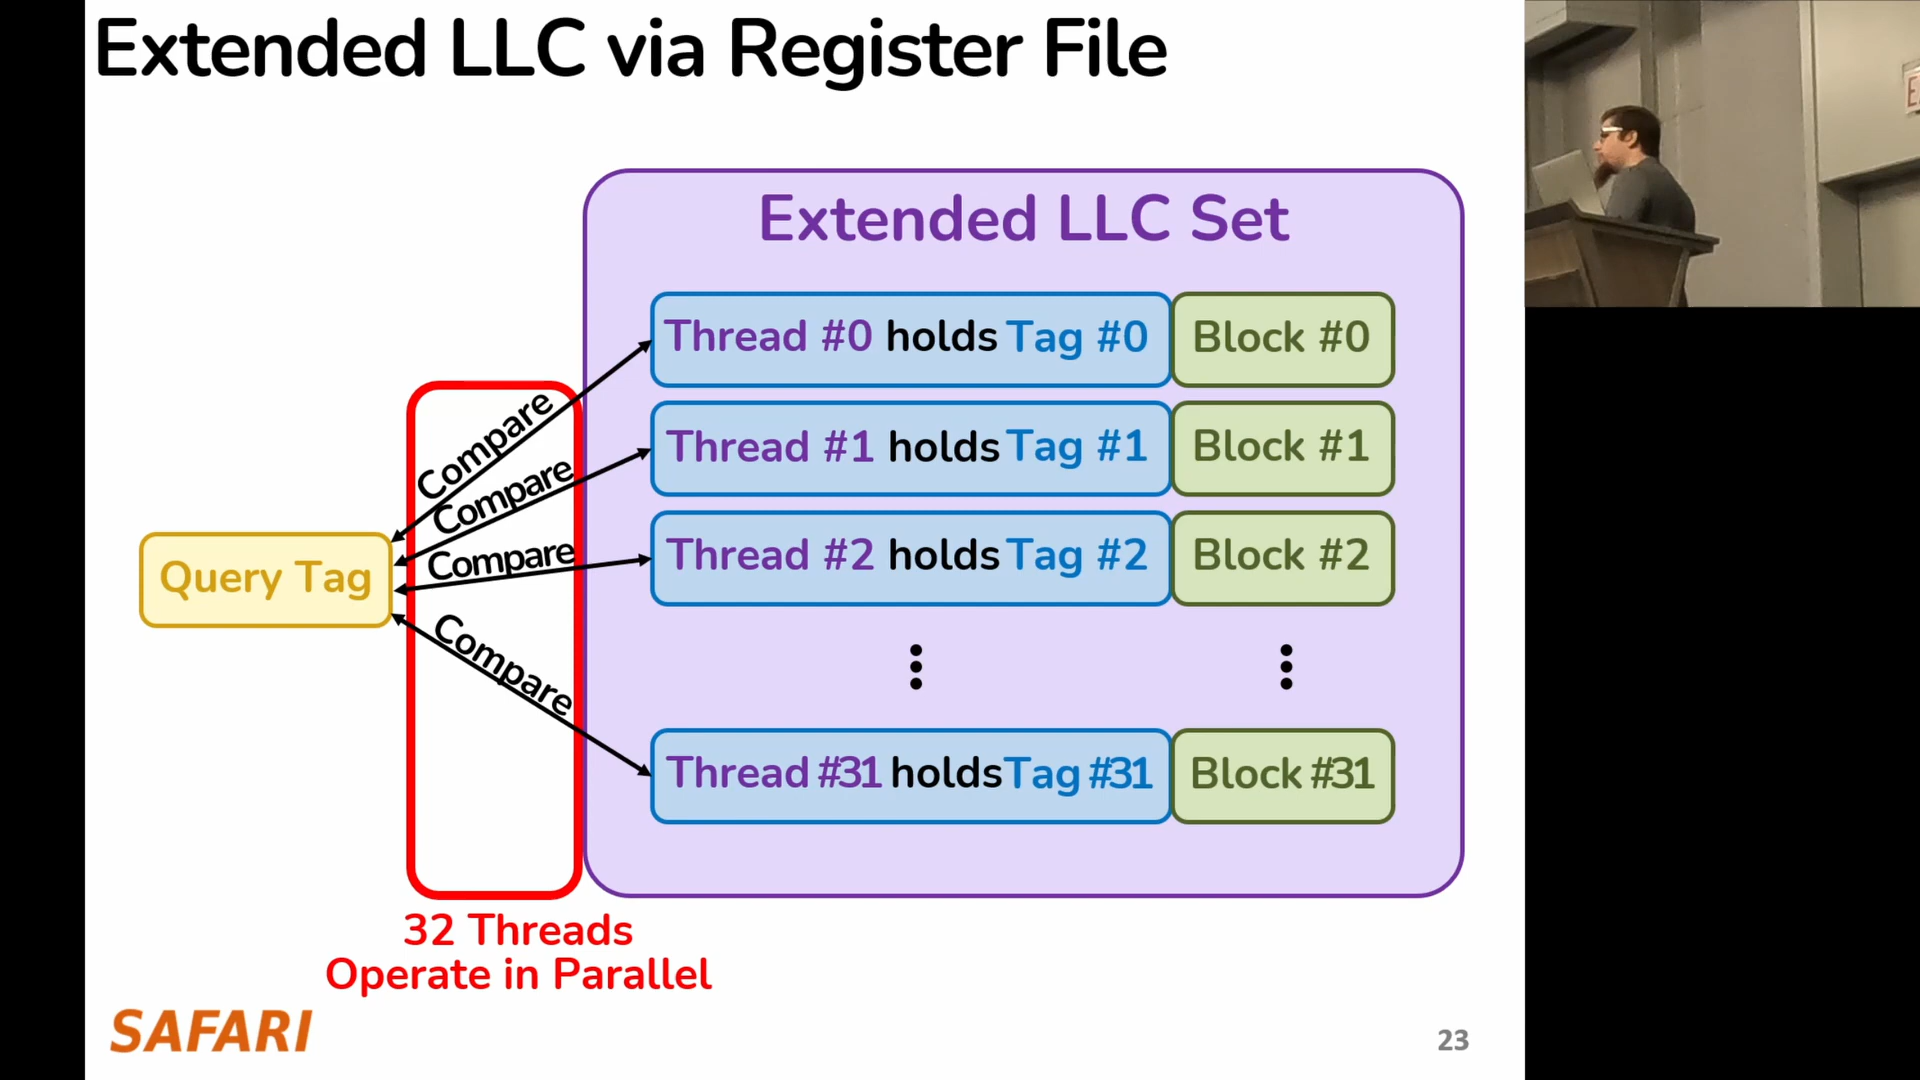 Extended LLC via Register File
Extended LLC Set
Thread #0 holds Tag #0 Block #0
Compare
Thread #1 holds Tag #1 Block #1
Compare
Thread #2 holds Tag #2 Block #2
Compare
Query Tag
Compare
Thread #31 holds Tag #31 Block #31
32 Threads
Operate in Parallel
SAFARI
23